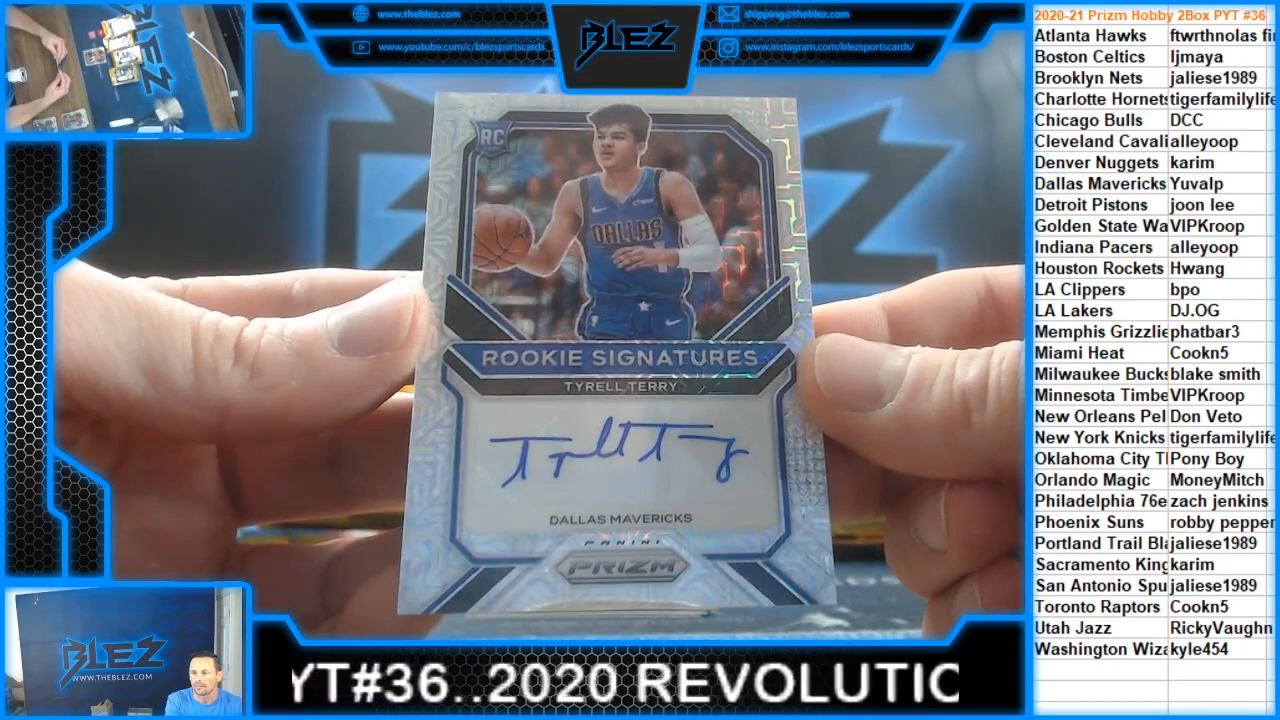 www.theblez.com
www.youtube.com/c/blezsportscards
BLEZ
shipping@theblez.com
www.instagram.com/blezsportscards/
RC
DALLAS
ROOKIE SIGNATURES
TYRELL TERRY
Tyrell Terry
DALLAS MAVERICKS
PANINI
PRIZM
BLEZ
WWW.THEBLEZ.COM
YT#36..2020 REVOLUTIO
2020-21 Prizm Hobby 2Box PYT #36
Atlanta Hawks ftwrthnolas fi
Boston Celtics ljmaya
Brooklyn Nets jaliese1989
Charlotte Hornets tigerfamilylife
Chicago Bulls DCC
Cleveland Cavali alleyoop
Denver Nuggets karim
Dallas Mavericks Yuvalp
Detroit Pistons joon lee
Golden State Wa VIPKroop
Indiana Pacers alleyoop
Houston Rockets Hwang
LA Clippers bpo
LA Lakers DJ.OG
Memphis Grizzlie phatbar3
Miami Heat Cookn5
Milwaukee Bucks blake smith
Minnesota Timbe VIPKroop
New Orleans Pel Don Veto
New York Knicks tigerfamilylife
Oklahoma City T Pony Boy
Orlando Magic MoneyMitch
Philadelphia 76e zach jenkins
Phoenix Suns robby pepper
Portland Trail Bla jaliese1989
Sacramento King karim
San Antonio Spu jaliese1989
Toronto Raptors Cookn5
Utah Jazz RickyVaughn
Washington Wiza kyle454